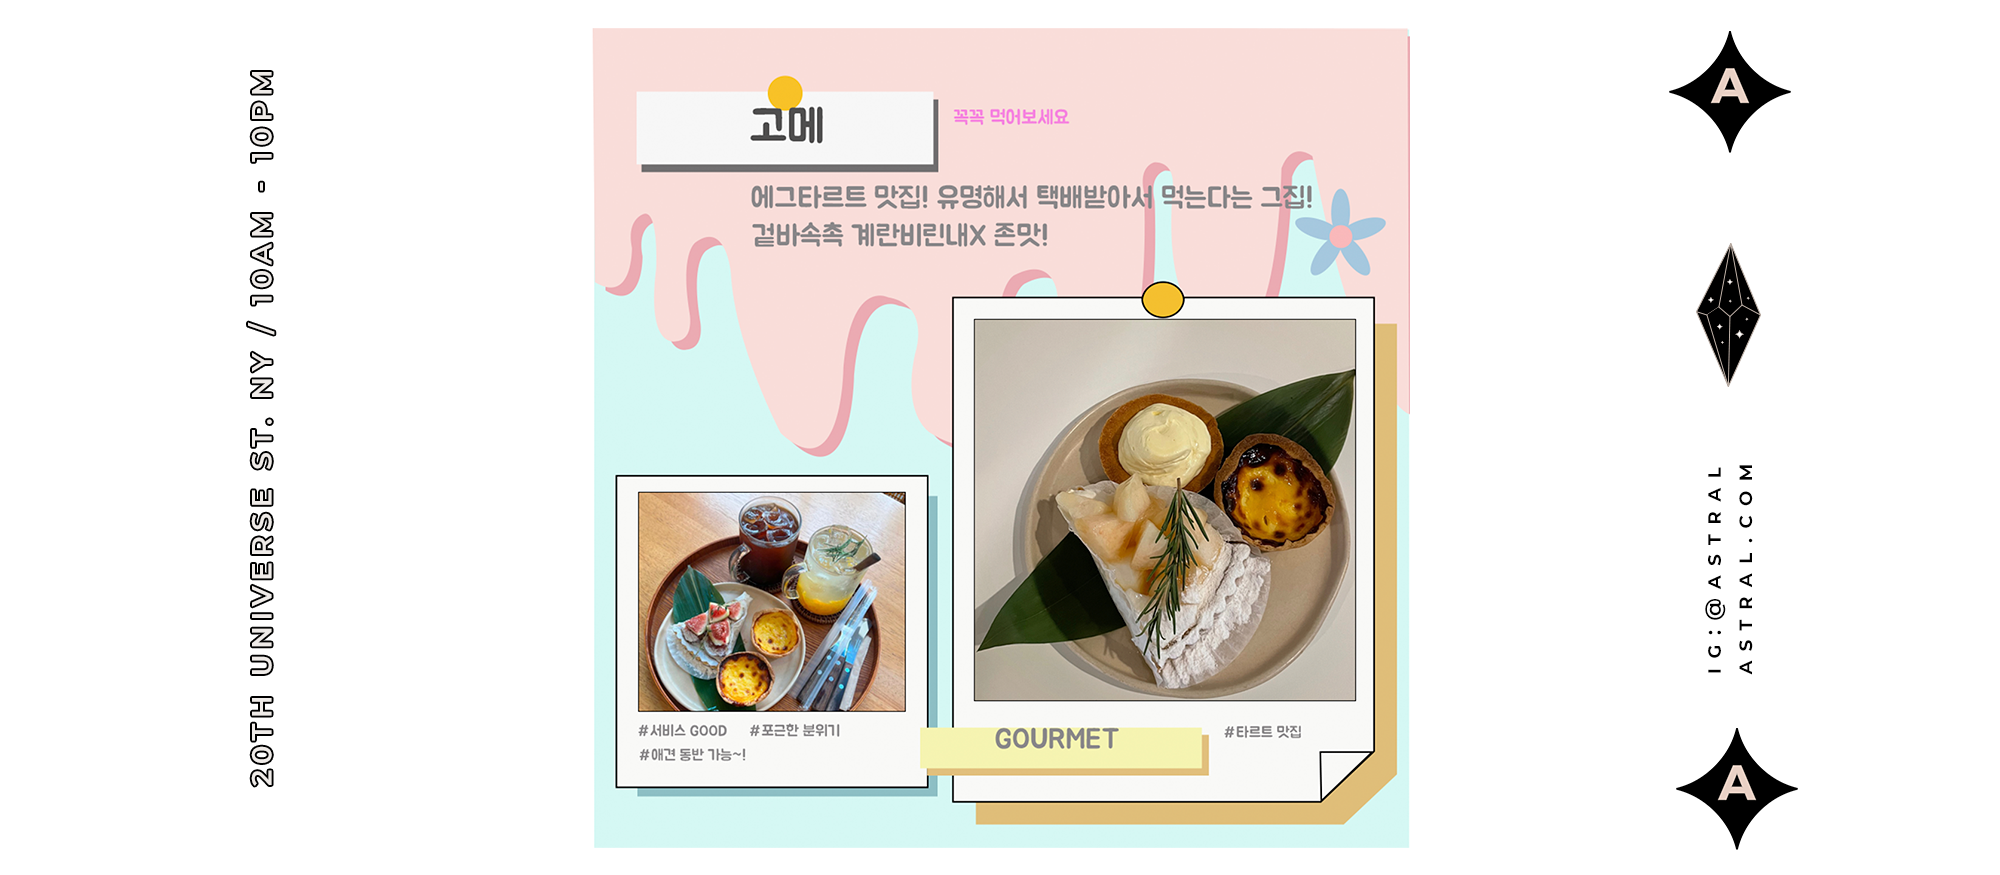 20TH UNIVERSE ST. NY / 10AM - 10PM
고메
꼭꼭 먹어보세요
에그타르트 맛집! 유명해서 택배받아서 먹는다는 그집!
겉바속촉 계란비린내X 존맛!
#서비스 GOOD #포근한 분위기
#애견 동반 가능~!
GOURMET
#타르트 맛집
A
IG:@ASTRAL
ASTRAL.COM
A